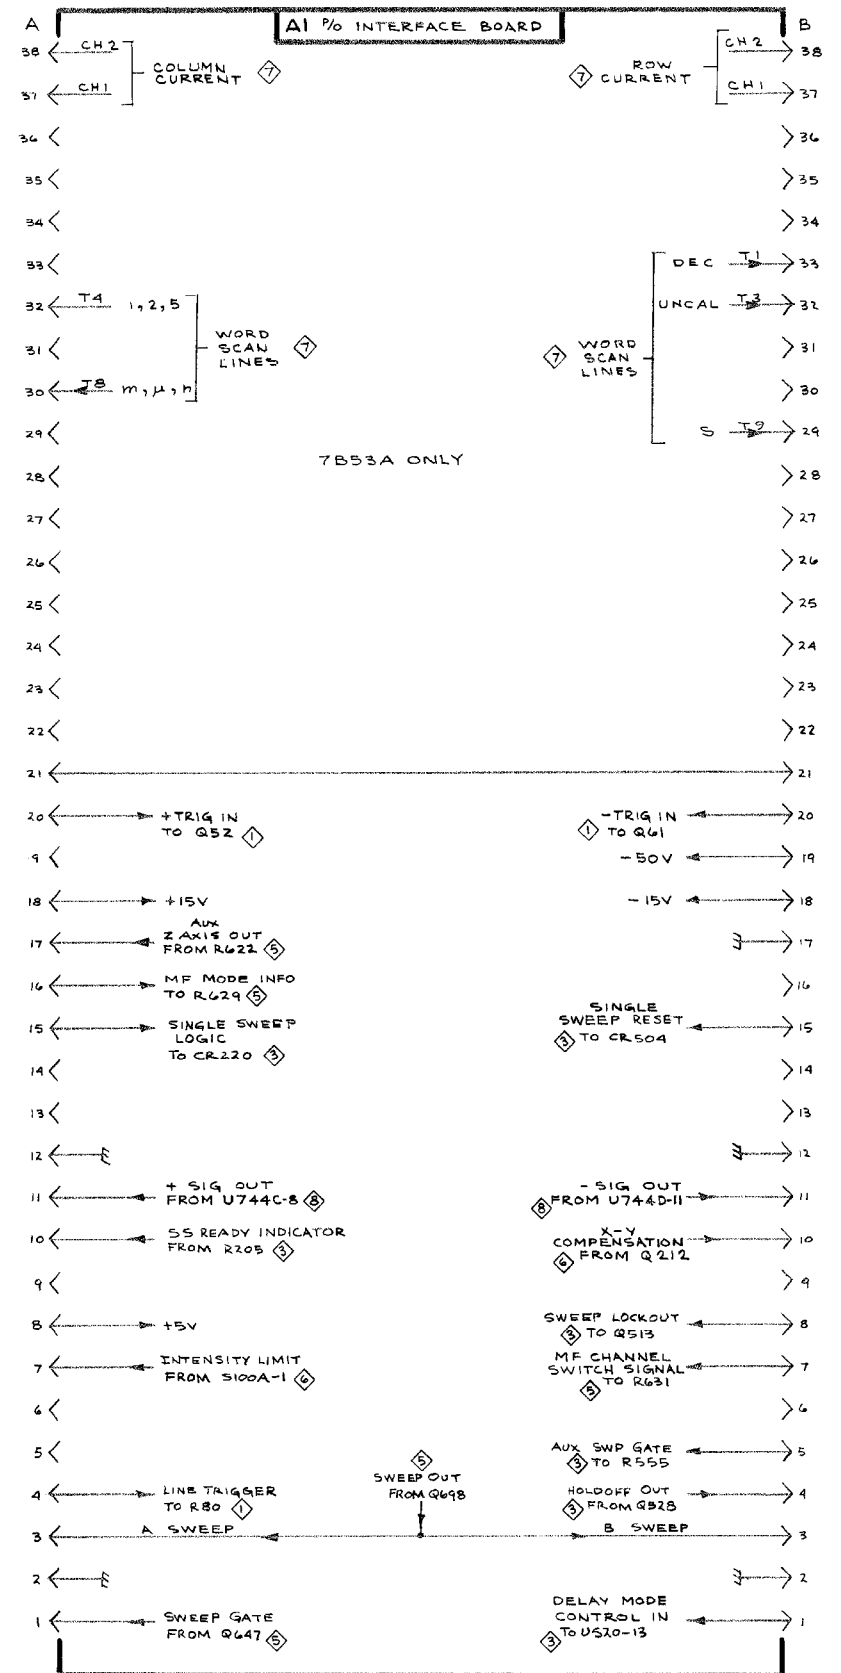 A
A1 P/O INTERFACE BOARD
B
38 CH2
37 CH1
COLUMN
CURRENT 7
7 ROW
CURRENT
CH2 38
CH1 37
36
36
35
35
34
34
33
DEC T1 33
32 T4 1,2,5
UNCAL T3 32
31
WORD
SCAN
LINES 7
7 WORD
SCAN
LINES
31
30 T8 m,μ,n
30
29
S T9 29
7B53A ONLY
28
28
27
27
26
26
25
25
24
24
23
23
22
22
21
21
20 +TRIG IN
TO Q52 1
-TRIG IN 20
1 TO Q61
9
-50V 19
18 +15V
-15V 18
17 AUX
Z AXIS OUT
FROM R622 5
17
16 MF MODE INFO
TO R629 5
16
15 SINGLE SWEEP
LOGIC
TO CR220 3
SINGLE
SWEEP RESET 15
3 TO CR504
14
14
13
13
12
12
11 + SIG OUT
FROM U744C-8 8
- SIG OUT
8 FROM U744D-11 11
10 SS READY INDICATOR
FROM R205 3
X-Y
COMPENSATION 10
6 FROM Q212
9
9
8 +5V
SWEEP LOCKOUT 8
3 TO Q513
7 INTENSITY LIMIT
FROM S100A-1 6
MF CHANNEL
SWITCH SIGNAL 7
5 TO R631
6
6
5
AUX SWP GATE 5
3 TO R555
4 LINE TRIGGER
TO R80 1
5
SWEEP OUT
FROM Q698
HOLDOFF OUT 4
3 FROM Q528
3 A SWEEP
B SWEEP 3
2
2
1 SWEEP GATE
FROM Q647 5
DELAY MODE
CONTROL IN 1
3 TO U520-13